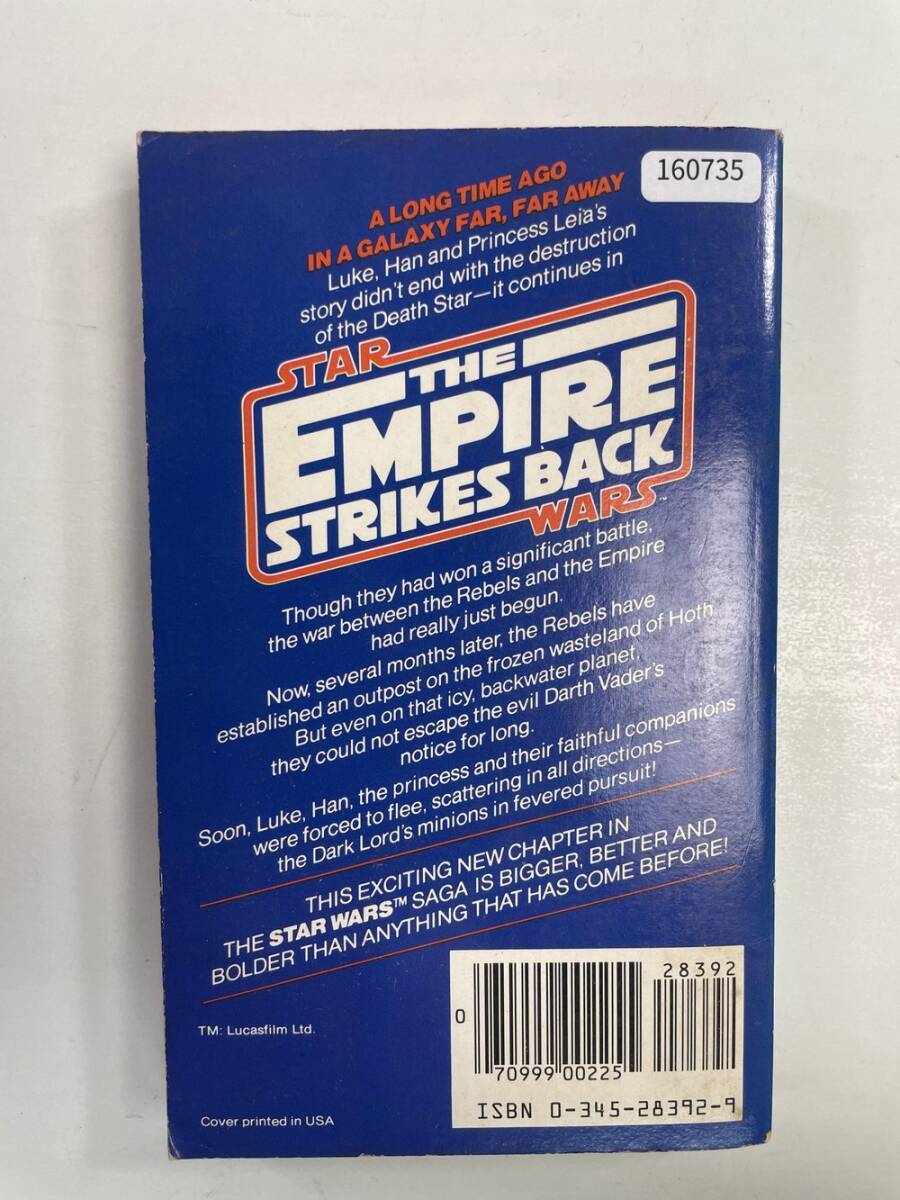 160735
A LONG TIME AGO
IN A GALAXY FAR, FAR AWAY
Luke, Han and Princess Leia's
story didn't end with the destruction
of the Death Star—it continues in
STAR
THE
EMPIRE
STRIKES BACK
WARS™
Though they had won a significant battle,
the war between the Rebels and the Empire
had really just begun.
Now, several months later, the Rebels have
established an outpost on the frozen wasteland of Hoth
But even on that icy, backwater planet,
they could not escape the evil Darth Vader's
notice for long.
Soon, Luke, Han, the princess and their faithful companions
were forced to flee, scattering in all directions—
the Dark Lord's minions in fevered pursuit!
THIS EXCITING NEW CHAPTER IN
THE STAR WARS™ SAGA IS BIGGER, BETTER AND
BOLDER THAN ANYTHING THAT HAS COME BEFORE!
TM: Lucasfilm Ltd.
Cover printed in USA
28392
0
70999 00225
ISBN 0-345-28392-9